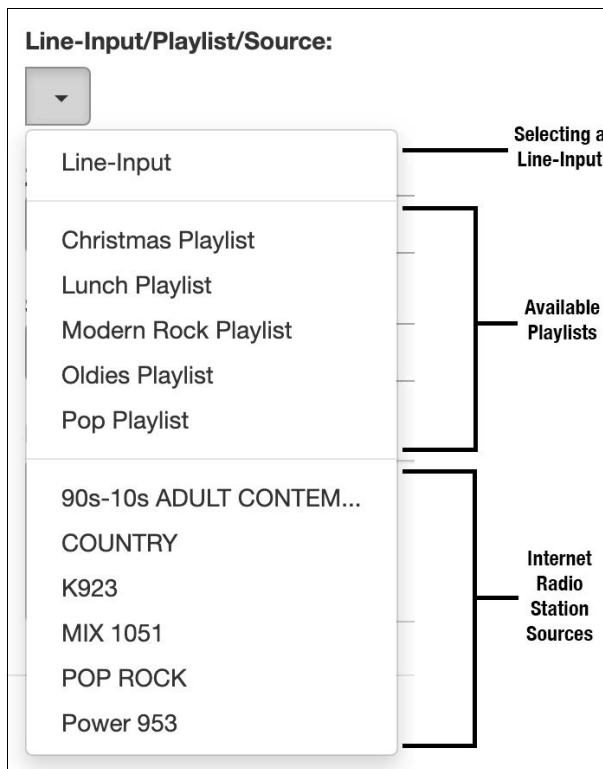 Line-Input/Playlist/Source:
Line-Input
Selecting a
Line-Input
Christmas Playlist
Lunch Playlist
Modern Rock Playlist
Oldies Playlist
Pop Playlist
Available
Playlists
90s-10s ADULT CONTEM...
COUNTRY
K923
MIX 1051
POP ROCK
Power 953
Internet
Radio
Station
Sources